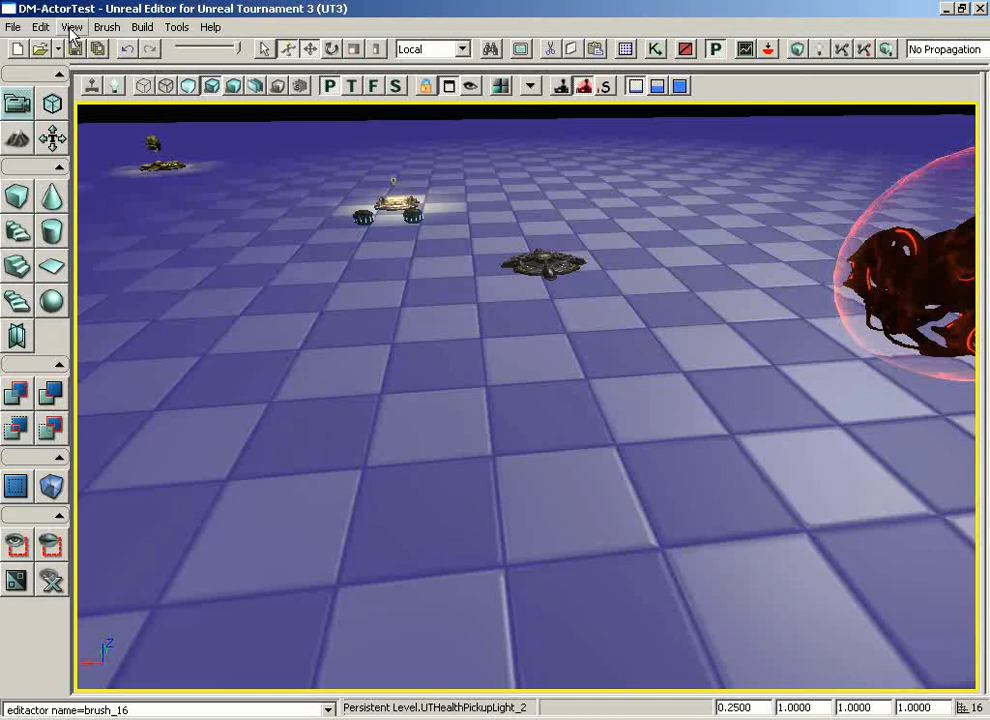 DM-ActorTest - Unreal Editor for Unreal Tournament 3 (UT3)
File Edit View Brush Build Tools Help
Local K P No Propagation
P T F S S
Z
editactor name=brush_16 Persistent Level.UTHealthPickupLight_2 0.2500 1.0000 1.0000 1.0000 16